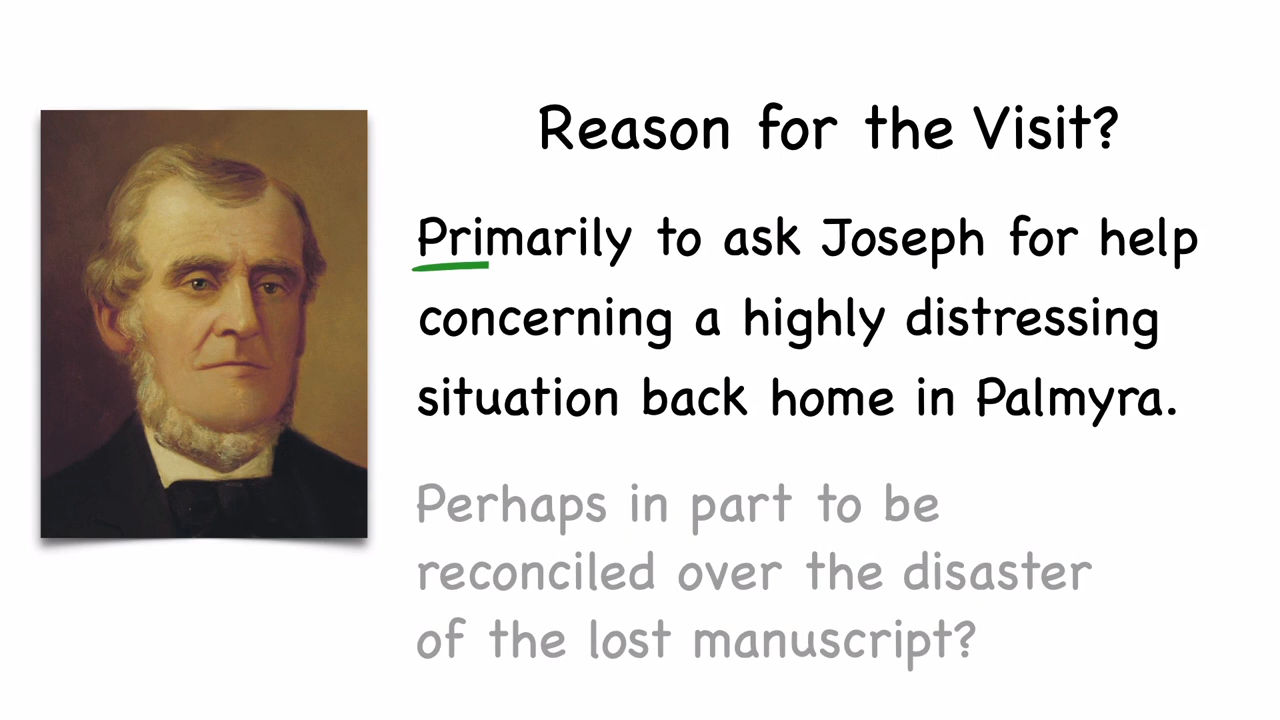 Reason for the Visit?
Primarily to ask Joseph for help
concerning a highly distressing
situation back home in Palmyra.
Perhaps in part to be
reconciled over the disaster
of the lost manuscript?